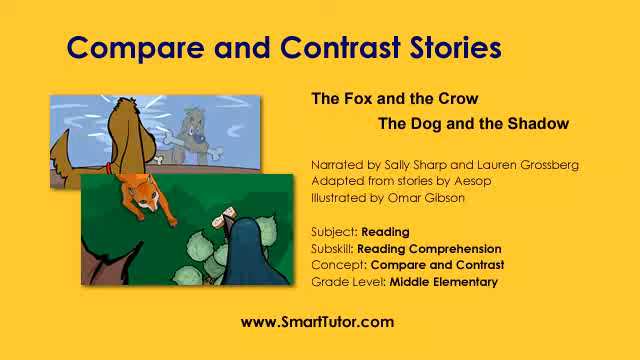 Compare and Contrast Stories
The Fox and the Crow
The Dog and the Shadow
Narrated by Sally Sharp and Lauren Grossberg
Adapted from stories by Aesop
Illustrated by Omar Gibson
Subject: Reading
Subskill: Reading Comprehension
Concept: Compare and Contrast
Grade Level: Middle Elementary
www.SmartTutor.com